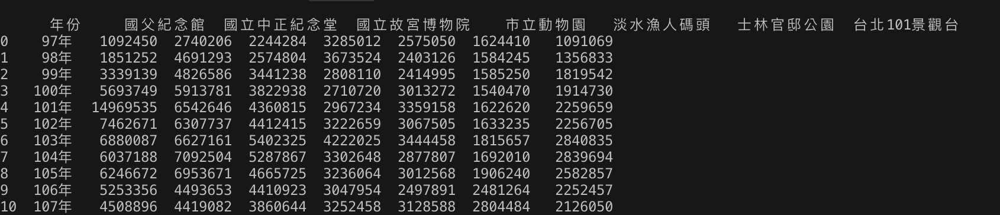 年份 國父紀念館 國立中正紀念堂 國立故宮博物院 市立動物園 淡水漁人碼頭 士林官邸公園 台北101景觀台
0 97年 1092450 2740206 2244284 3285012 2575050 1624410 1091069
1 98年 1851252 4691293 2574804 3673524 2403126 1584245 1356833
2 99年 3339139 4826586 3441238 2808110 2414995 1585250 1819542
3 100年 5693749 5913781 3822938 2710720 3013272 1540470 1914730
4 101年 14969535 6542646 4360815 2967234 3359158 1622620 2259659
5 102年 7462671 6307737 4412415 3222659 3067505 1633235 2256705
6 103年 6880087 6627161 5402325 4222025 3444458 1815657 2840835
7 104年 6037188 7092504 5287867 3302648 2877807 1692010 2839694
8 105年 6246672 6953671 4665725 3236064 3012568 1906240 2582857
9 106年 5253356 4493653 4410923 3047954 2497891 2481264 2252457
10 107年 4508896 4419082 3860644 3252458 3128588 2804484 2126050